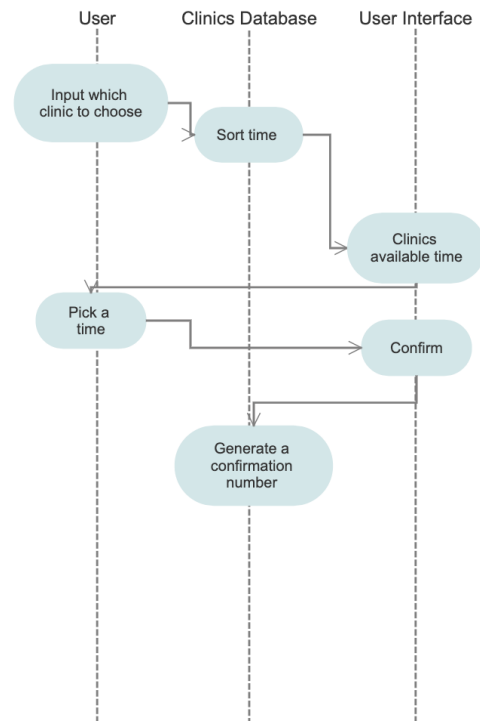 User
Clinics Database
User Interface
Input which
clinic to choose
Sort time
Clinics
available time
Pick a
time
Confirm
Generate a
confirmation
number